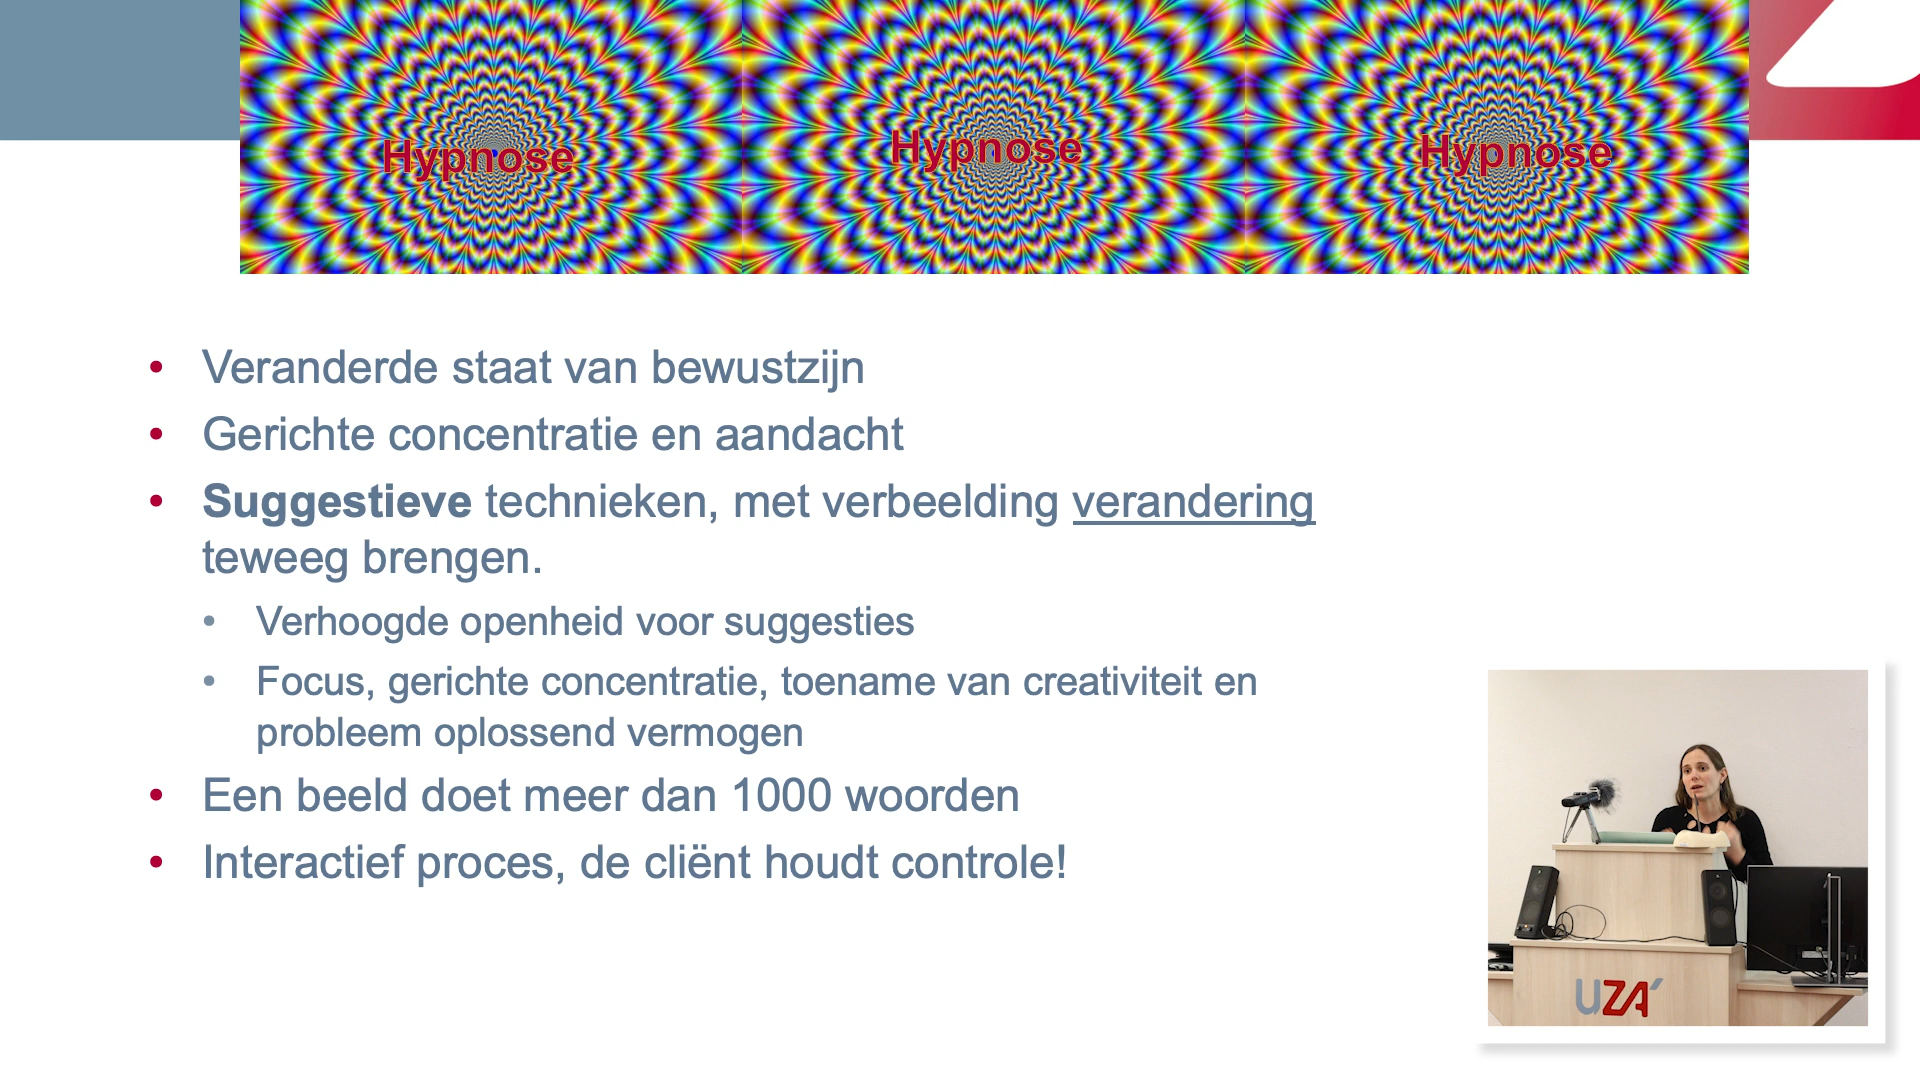 Hypnose Hypnose Hypnose
• Veranderde staat van bewustzijn
• Gerichte concentratie en aandacht
• Suggestieve technieken, met verbeelding verandering
teweeg brengen.
• Verhoogde openheid voor suggesties
• Focus, gerichte concentratie, toename van creativiteit en
probleem oplossend vermogen
• Een beeld doet meer dan 1000 woorden
• Interactief proces, de cliënt houdt controle!
UZA